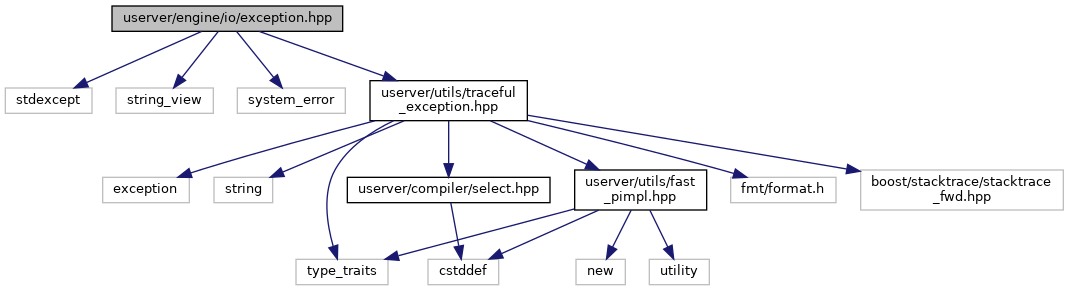 userver/engine/io/exception.hpp
stdexcept
string_view
system_error
userver/utils/traceful
_exception.hpp
exception
string
userver/compiler/select.hpp
userver/utils/fast
_pimpl.hpp
fmt/format.h
boost/stacktrace/stacktrace
_fwd.hpp
type_traits
cstddef
new
utility